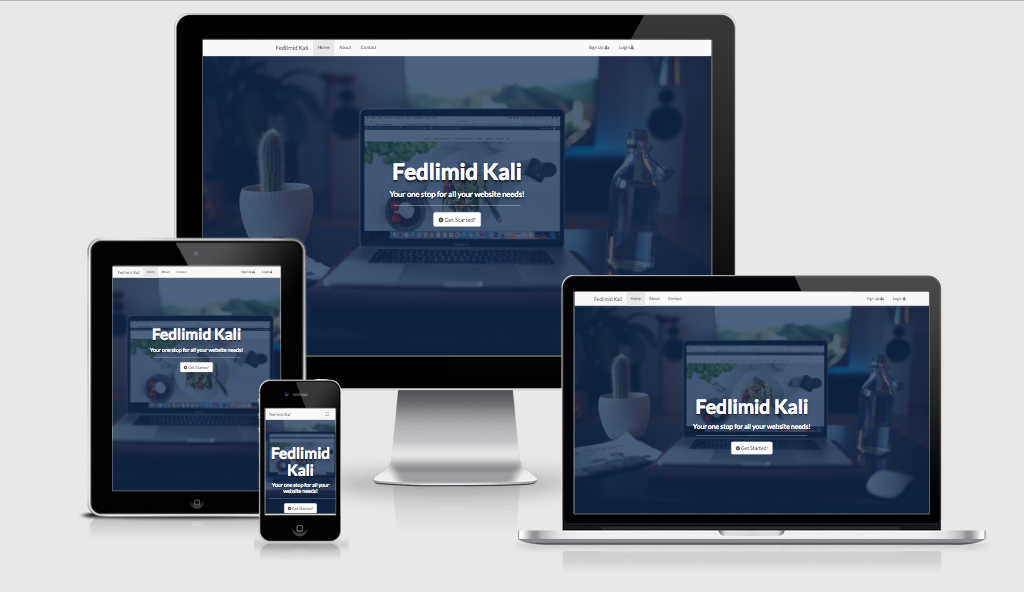 Fedlimid Kali Home About Contact Sign Up Login
Fedlimid Kali
Your one stop for all your website needs!
Get Started!
Fedlimid Kali Home About Contact Sign Up Login
Fedlimid Kali
Your one stop for all your website needs!
Get Started!
Fedlimid Kali
Fedlimid
Kali
Your one stop for all your
website needs!
Get Started!
Fedlimid Kali Home About Contact Sign Up Login
Fedlimid Kali
Your one stop for all your website needs!
Get Started!